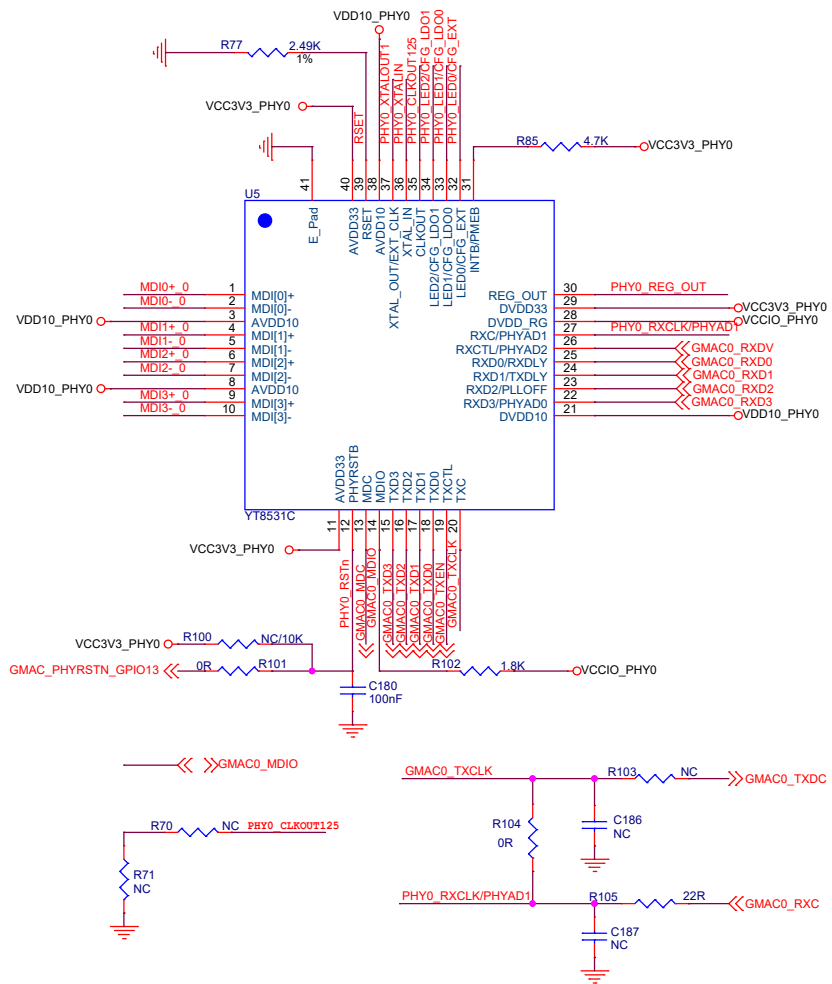 VDD10_PHY0
R77
2.49K
1%
VCC3V3_PHY0
RSET
PHY0_XTALOUT1
PHY0_XTALIN
PHY0_CLKOUT125
PHY0_LED2/CFG_LDO1
PHY0_LED1/CFG_LDO0
PHY0_LED0/CFG_EXT
R85
4.7K
VCC3V3_PHY0
41
40
39
38
37
36
35
34
33
32
31
U5
E_Pad
AVDD33
RSET
AVDD10
XTAL_OUT/EXT_CLK
XTAL_IN
CLKOUT
LED2/CFG_LDO1
LED1/CFG_LDO0
LED0/CFG_EXT
INTB/PMEB
MDI0+_0 1 MDI[0]+
MDI0-_0 2 MDI[0]-
VDD10_PHY0 3 AVDD10
MDI1+_0 4 MDI[1]+
MDI1-_0 5 MDI[1]-
MDI2+_0 6 MDI[2]+
MDI2-_0 7 MDI[2]-
VDD10_PHY0 8 AVDD10
MDI3+_0 9 MDI[3]+
MDI3-_0 10 MDI[3]-
REG_OUT 30 PHY0_REG_OUT
DVDD33 29 VCC3V3_PHY0
DVDD_RG 28 VCCIO_PHY0
RXC/PHYAD1 27 PHY0_RXCLK/PHYAD1
RXCTL/PHYAD2 26 GMAC0_RXDV
RXD0/RXDLY 25 GMAC0_RXD0
RXD1/TXDLY 24 GMAC0_RXD1
RXD2/PLLOFF 23 GMAC0_RXD2
RXD3/PHYAD0 22 GMAC0_RXD3
DVDD10 21 VDD10_PHY0
AVDD33
PHYRSTB
MDC
MDIO
TXD3
TXD2
TXD1
TXD0
TXCTL
TXC
YT8531C
11
12
13
14
15
16
17
18
19
20
VCC3V3_PHY0
PHY0_RSTn
GMAC0_MDC
GMAC0_MDIO
GMAC0_TXD3
GMAC0_TXD2
GMAC0_TXD1
GMAC0_TXD0
GMAC0_TXEN
GMAC0_TXCLK
VCC3V3_PHY0 R100 NC/10K
GMAC_PHYRSTN_GPIO13 0R R101
R102 1.8K VCCIO_PHY0
C180
100nF
GMAC0_MDIO
GMAC0_TXCLK R103 NC GMAC0_TXDC
R104
0R
C186
NC
R70 NC PHY0_CLKOUT125
R71
NC
PHY0_RXCLK/PHYAD1 R105 22R GMAC0_RXC
C187
NC